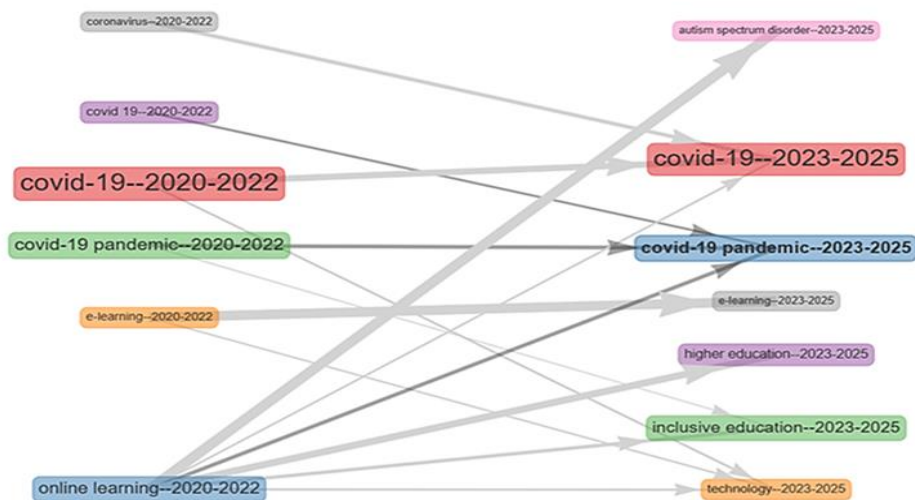 coronavirus--2020-2022
covid 19--2020-2022
covid-19--2020-2022
covid-19 pandemic--2020-2022
e-learning--2020-2022
online learning--2020-2022
autism spectrum disorder--2023-2025
covid-19--2023-2025
covid-19 pandemic--2023-2025
e-learning--2023-2025
higher education--2023-2025
inclusive education--2023-2025
technology--2023-2025